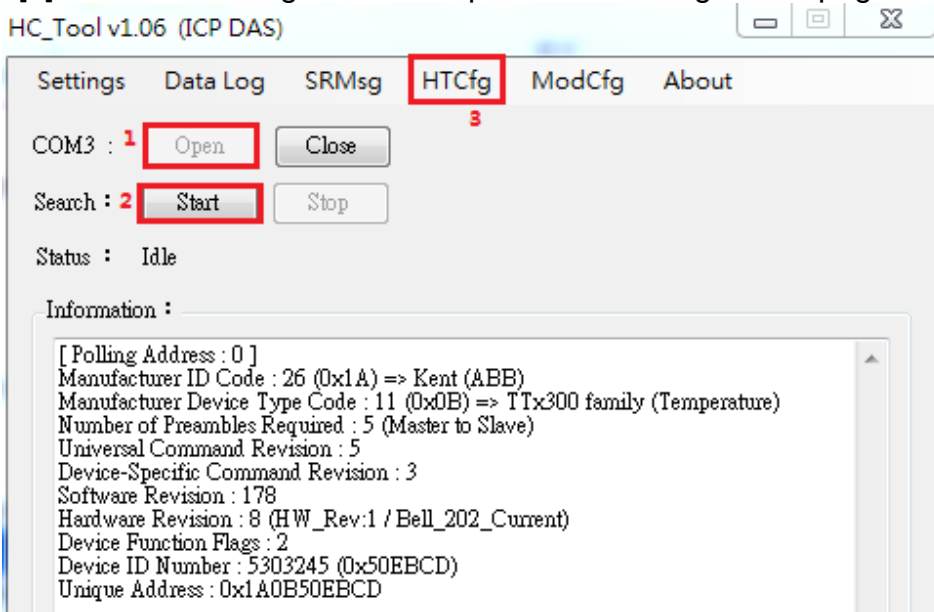 HC_Tool v1.06 (ICP DAS)
Settings Data Log SRMsg HTCfg ModCfg About
3
COM3 : 1 Open Close
Search : 2 Start Stop
Status : Idle
Information :
[ Polling Address : 0 ]
Manufacturer ID Code : 26 (0x1A) => Kent (ABB)
Manufacturer Device Type Code : 11 (0x0B) => TTx300 family (Temperature)
Number of Preambles Required : 5 (Master to Slave)
Universal Command Revision : 5
Device-Specific Command Revision : 3
Software Revision : 178
Hardware Revision : 8 (HW_Rev:1 / Bell_202_Current)
Device Function Flags : 2
Device ID Number : 5303245 (0x50EBCD)
Unique Address : 0x1A0B50EBCD